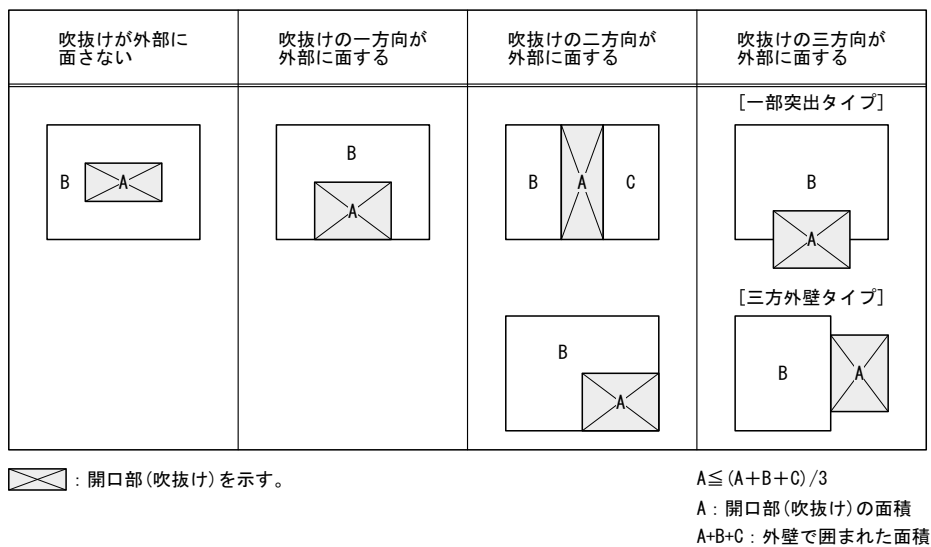 吹抜けが外部に
面さない
吹抜けの一方向が
外部に面する
吹抜けの二方向が
外部に面する
吹抜けの三方向が
外部に面する
B
A
B
A
B
A
C
B
A
[一部突出タイプ]
B
A
[三方外壁タイプ]
B
A
:開口部(吹抜け)を示す。
A≦(A+B+C)/3
A:開口部(吹抜け)の面積
A+B+C:外壁で囲まれた面積